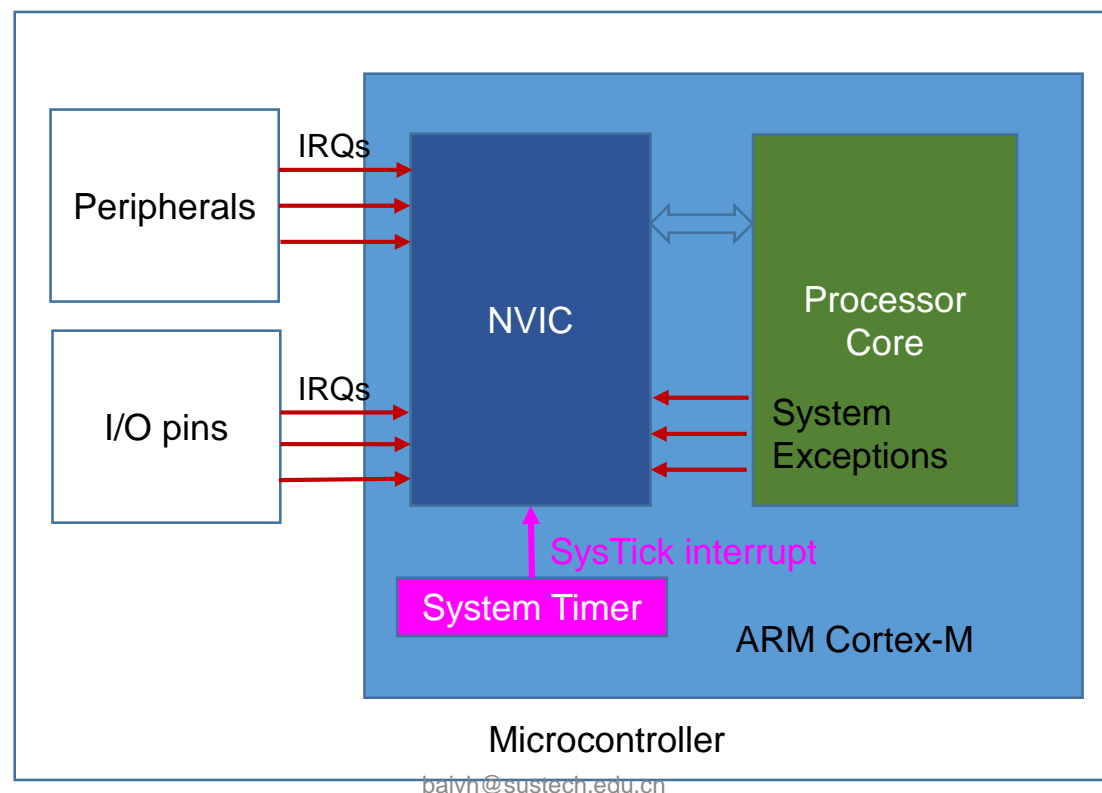 IRQs
Peripherals
NVIC
Processor
Core
IRQs
I/O pins
System
Exceptions
SysTick interrupt
System Timer
ARM Cortex-M
Microcontroller
baiyh@sustech.edu.cn